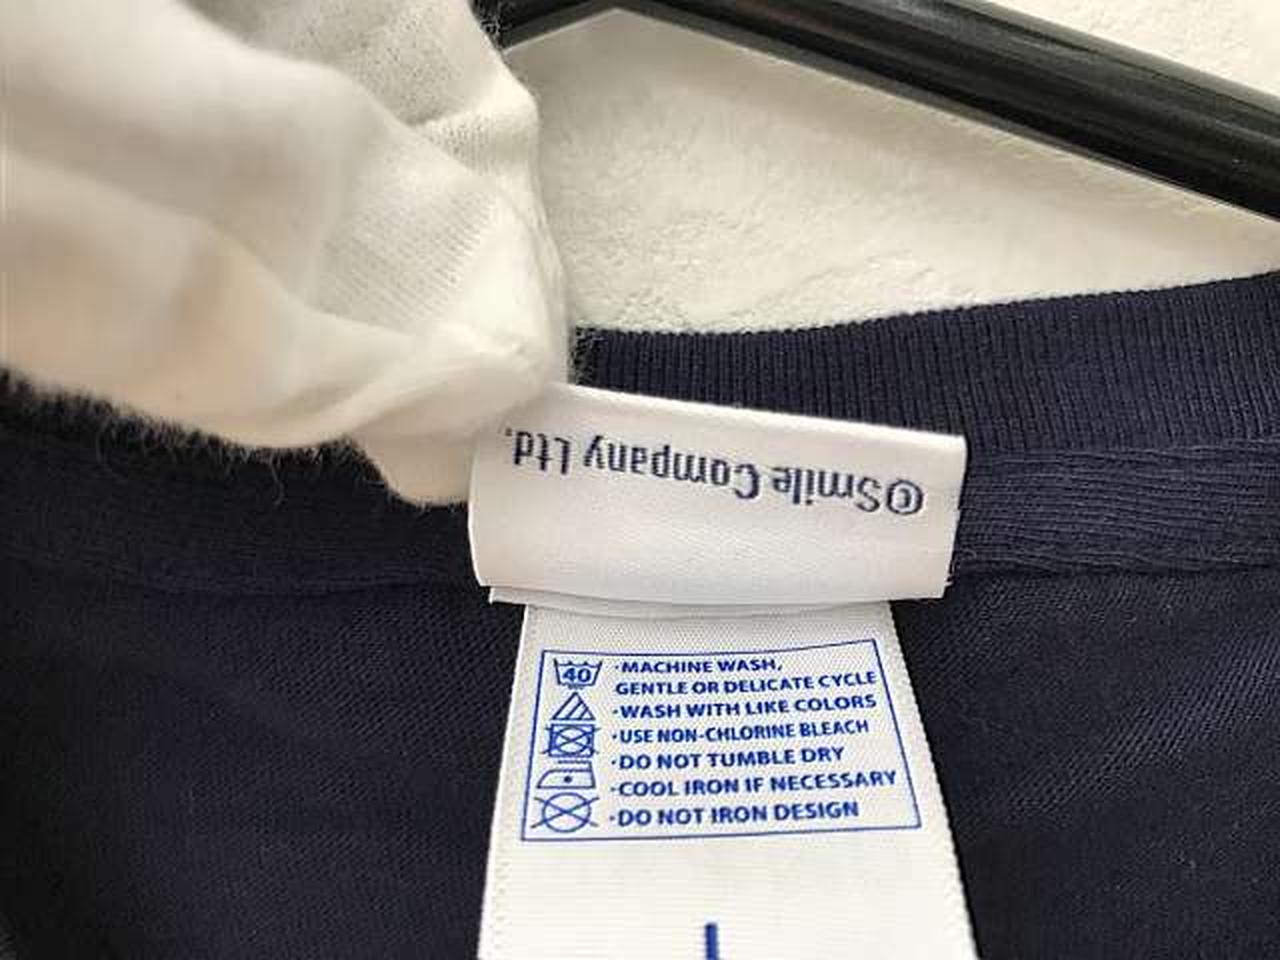 ©Smile Company Ltd.
40
·MACHINE WASH,
GENTLE OR DELICATE CYCLE
·WASH WITH LIKE COLORS
·USE NON-CHLORINE BLEACH
·DO NOT TUMBLE DRY
·COOL IRON IF NECESSARY
·DO NOT IRON DESIGN